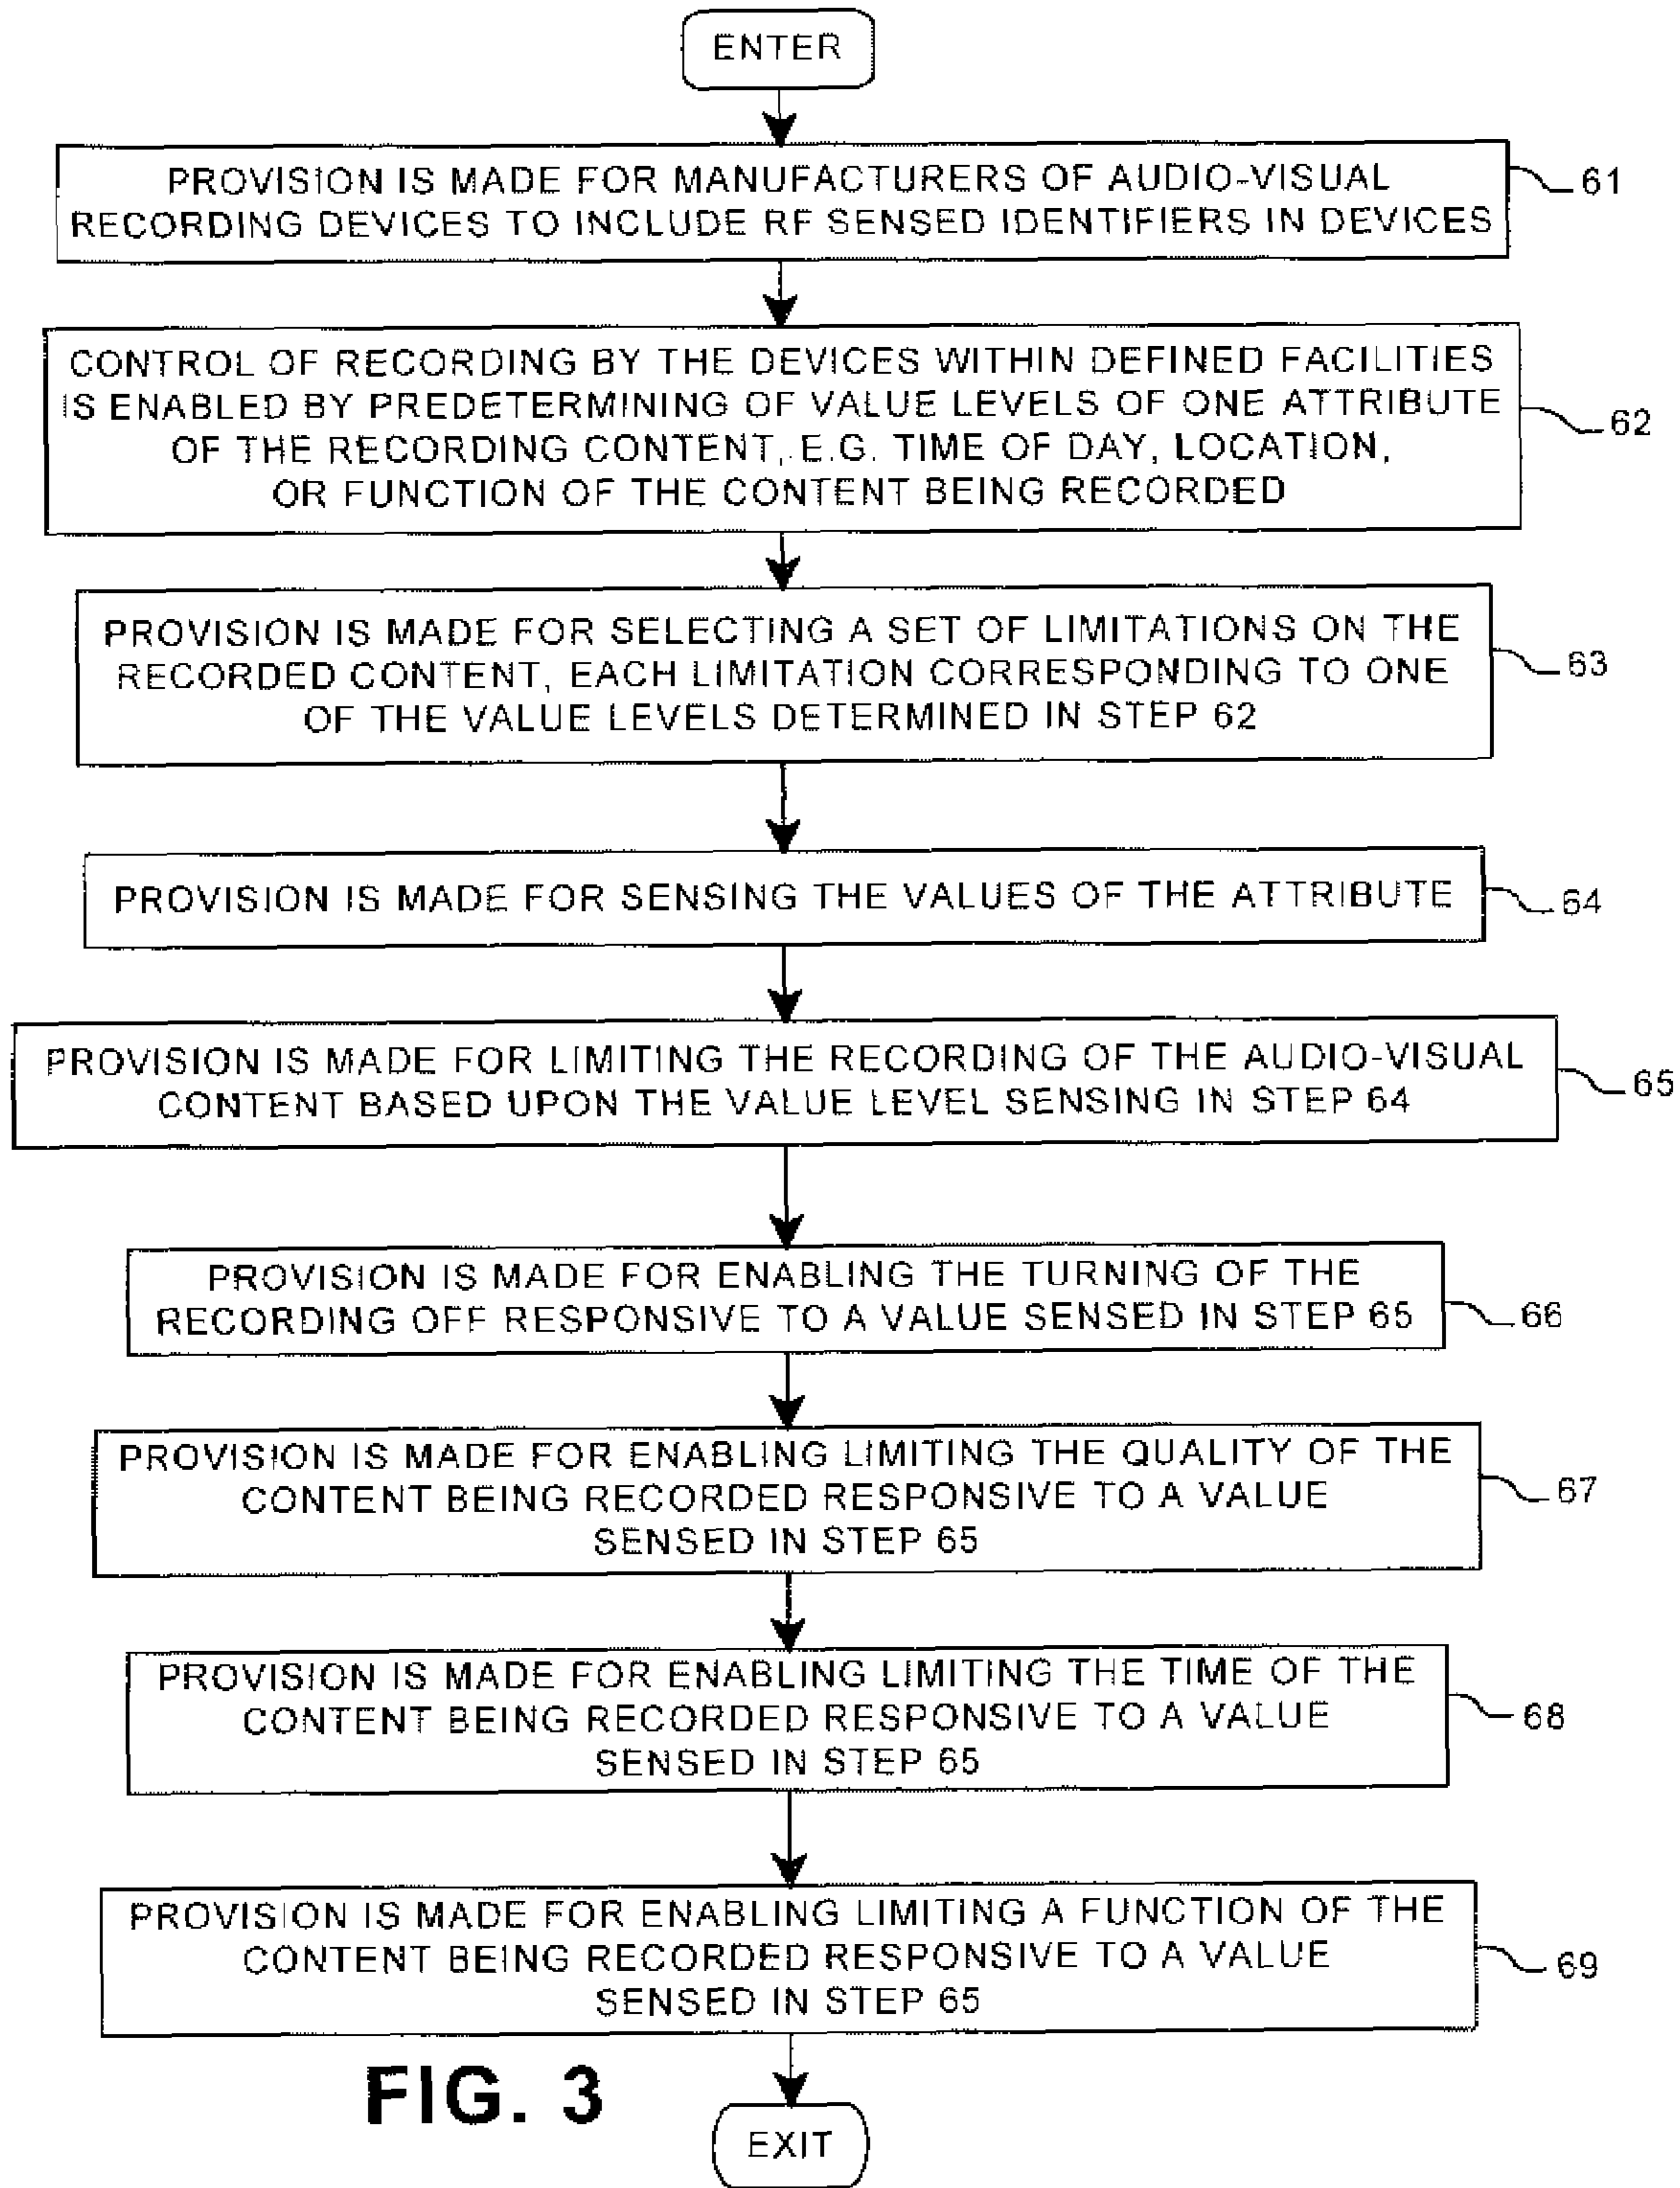 ENTER
PROVISION IS MADE FOR MANUFACTURERS OF AUDIO-VISUAL
RECORDING DEVICES TO INCLUDE RF SENSED IDENTIFIERS IN DEVICES
61
CONTROL OF RECORDING BY THE DEVICES WITHIN DEFINED FACILITIES
IS ENABLED BY PREDETERMINING OF VALUE LEVELS OF ONE ATTRIBUTE
OF THE RECORDING CONTENT, E.G. TIME OF DAY, LOCATION,
OR FUNCTION OF THE CONTENT BEING RECORDED
62
PROVISION IS MADE FOR SELECTING A SET OF LIMITATIONS ON THE
RECORDED CONTENT, EACH LIMITATION CORRESPONDING TO ONE
OF THE VALUE LEVELS DETERMINED IN STEP 62
63
PROVISION IS MADE FOR SENSING THE VALUES OF THE ATTRIBUTE
64
PROVISION IS MADE FOR LIMITING THE RECORDING OF THE AUDIO-VISUAL
CONTENT BASED UPON THE VALUE LEVEL SENSING IN STEP 64
65
PROVISION IS MADE FOR ENABLING THE TURNING OF THE
RECORDING OFF RESPONSIVE TO A VALUE SENSED IN STEP 65
66
PROVISION IS MADE FOR ENABLING LIMITING THE QUALITY OF THE
CONTENT BEING RECORDED RESPONSIVE TO A VALUE
SENSED IN STEP 65
67
PROVISION IS MADE FOR ENABLING LIMITING THE TIME OF THE
CONTENT BEING RECORDED RESPONSIVE TO A VALUE
SENSED IN STEP 65
68
PROVISION IS MADE FOR ENABLING LIMITING A FUNCTION OF THE
CONTENT BEING RECORDED RESPONSIVE TO A VALUE
SENSED IN STEP 65
69
FIG. 3
EXIT